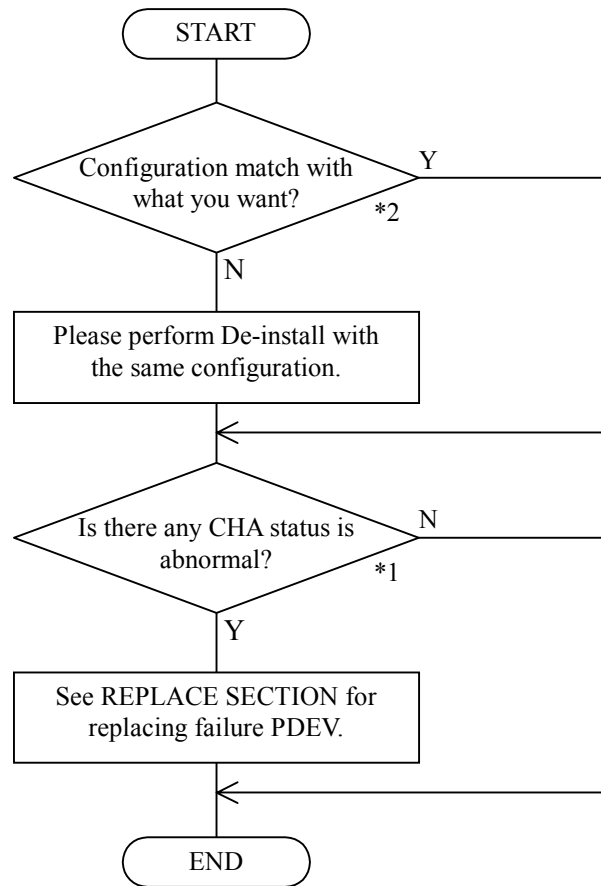 START
Configuration match with
what you want?
Y
*2
N
Please perform De-install with
the same configuration.
Is there any CHA status is
abnormal?
N
*1
Y
See REPLACE SECTION for
replacing failure PDEV.
END